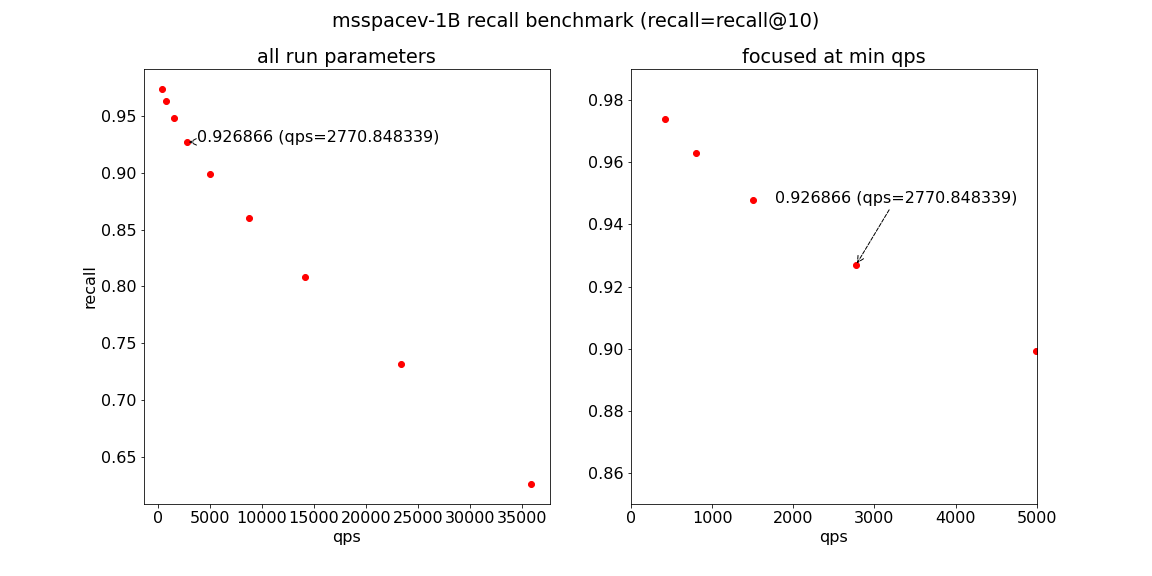 msspacev-1B recall benchmark (recall=recall@10)
all run parameters
0.95
0.90
0.85
0.80
0.75
0.70
0.65
recall
0.926866 (qps=2770.848339)
0 5000 10000 15000 20000 25000 30000 35000
qps
focused at min qps
0.98
0.96
0.94
0.92
0.90
0.88
0.86
0.926866 (qps=2770.848339)
0 1000 2000 3000 4000 5000
qps